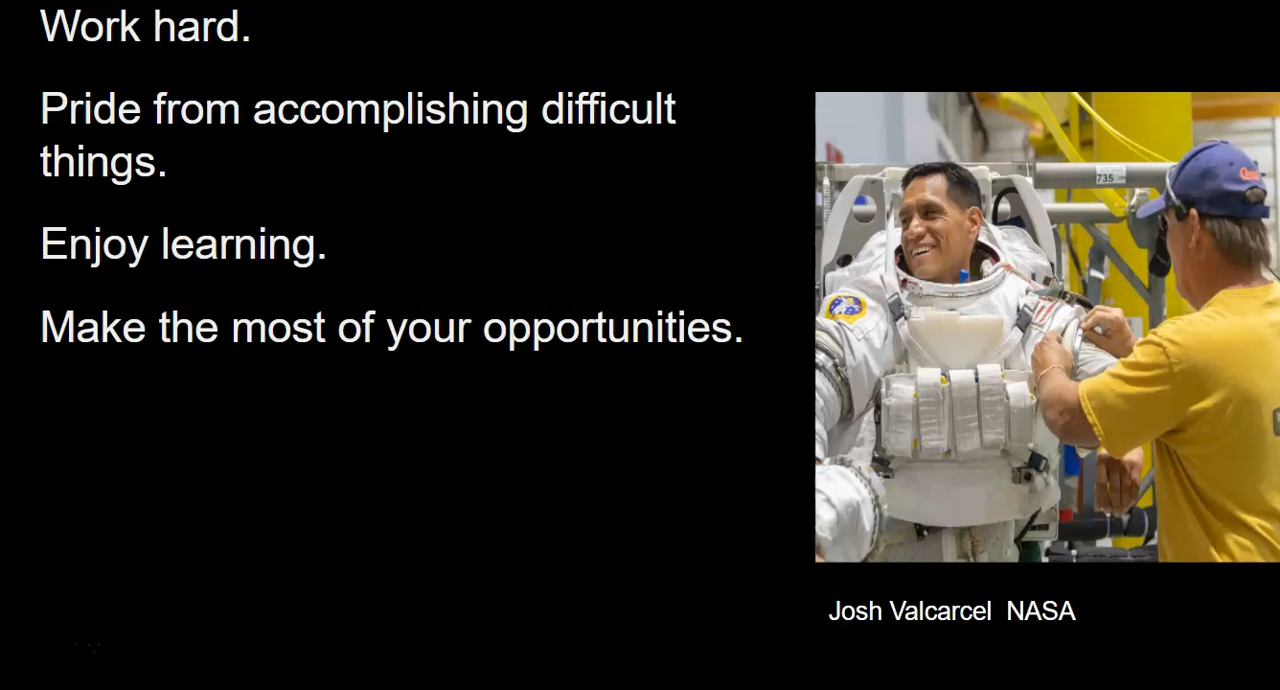 Work hard.
Pride from accomplishing difficult
things.
Enjoy learning.
Make the most of your opportunities.
735
Josh Valcarcel NASA